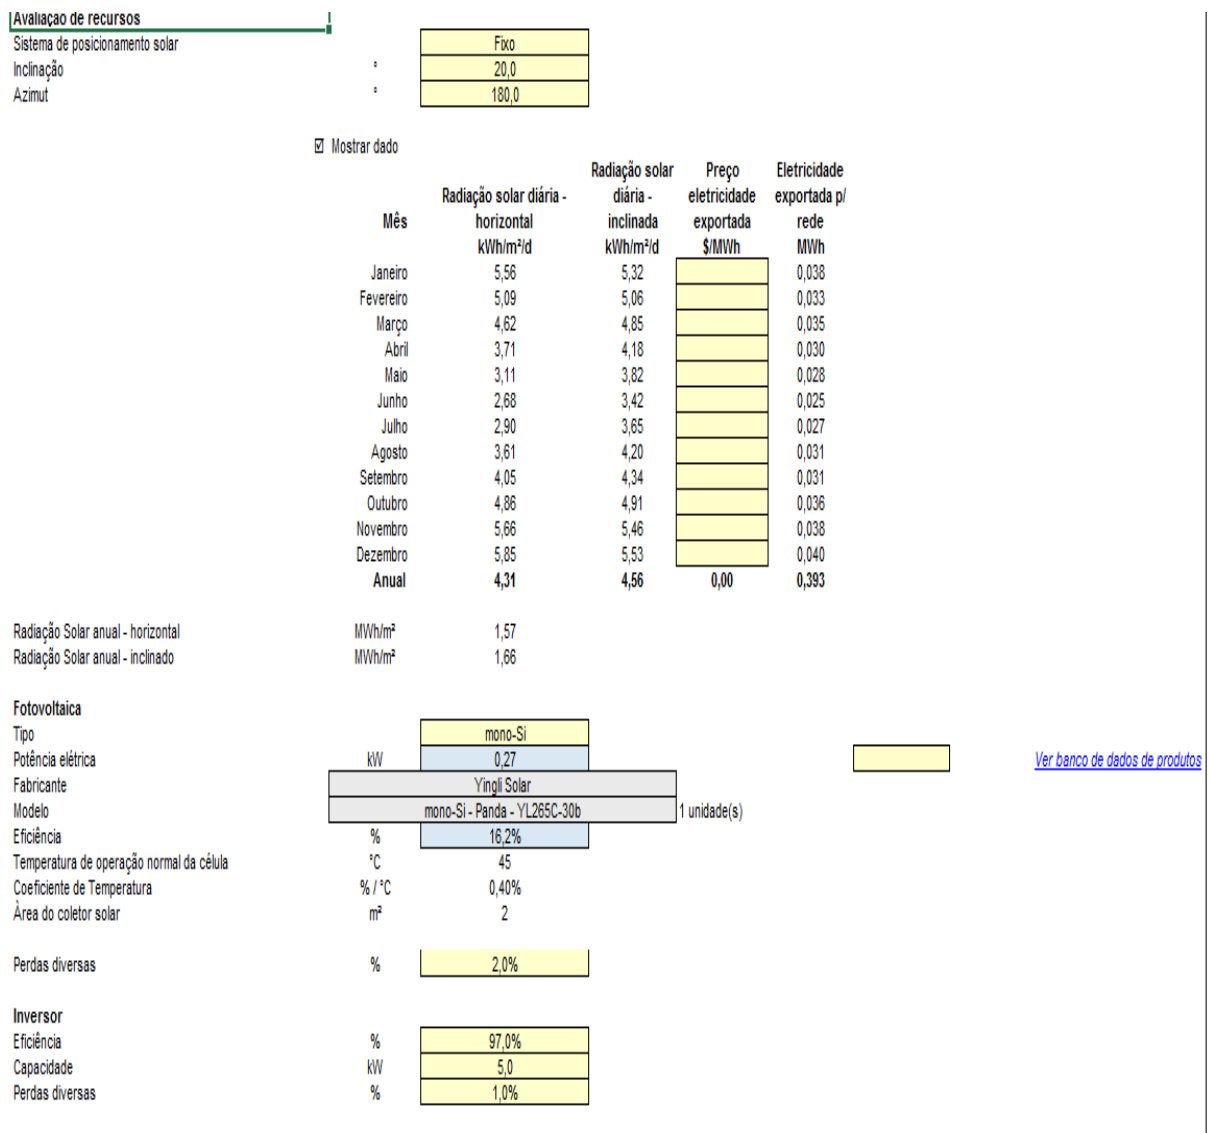 Avaliação de recursos
Sistema de posicionamento solar Fixo
Inclinação ° 20,0
Azimut ° 180,0
☑ Mostrar dado
Mês Radiação solar diária - horizontal kWh/m²/d Radiação solar diária - inclinada kWh/m²/d Preço eletricidade exportada $/MWh Eletricidade exportada p/ rede MWh
Janeiro 5,56 5,32 0,038
Fevereiro 5,09 5,06 0,033
Março 4,62 4,85 0,035
Abril 3,71 4,18 0,030
Maio 3,11 3,82 0,028
Junho 2,68 3,42 0,025
Julho 2,90 3,65 0,027
Agosto 3,61 4,20 0,031
Setembro 4,05 4,34 0,031
Outubro 4,86 4,91 0,036
Novembro 5,66 5,46 0,038
Dezembro 5,85 5,53 0,040
Anual 4,31 4,56 0,00 0,393
Radiação Solar anual - horizontal MWh/m² 1,57
Radiação Solar anual - inclinado MWh/m² 1,66
Fotovoltaica
Tipo mono-Si
Potência elétrica kW 0,27 Ver banco de dados de produtos
Fabricante Yingli Solar
Modelo mono-Si - Panda - YL265C-30b 1 unidade(s)
Eficiência % 16,2%
Temperatura de operação normal da célula °C 45
Coeficiente de Temperatura % / °C 0,40%
Àrea do coletor solar m² 2
Perdas diversas % 2,0%
Inversor
Eficiência % 97,0%
Capacidade kW 5,0
Perdas diversas % 1,0%